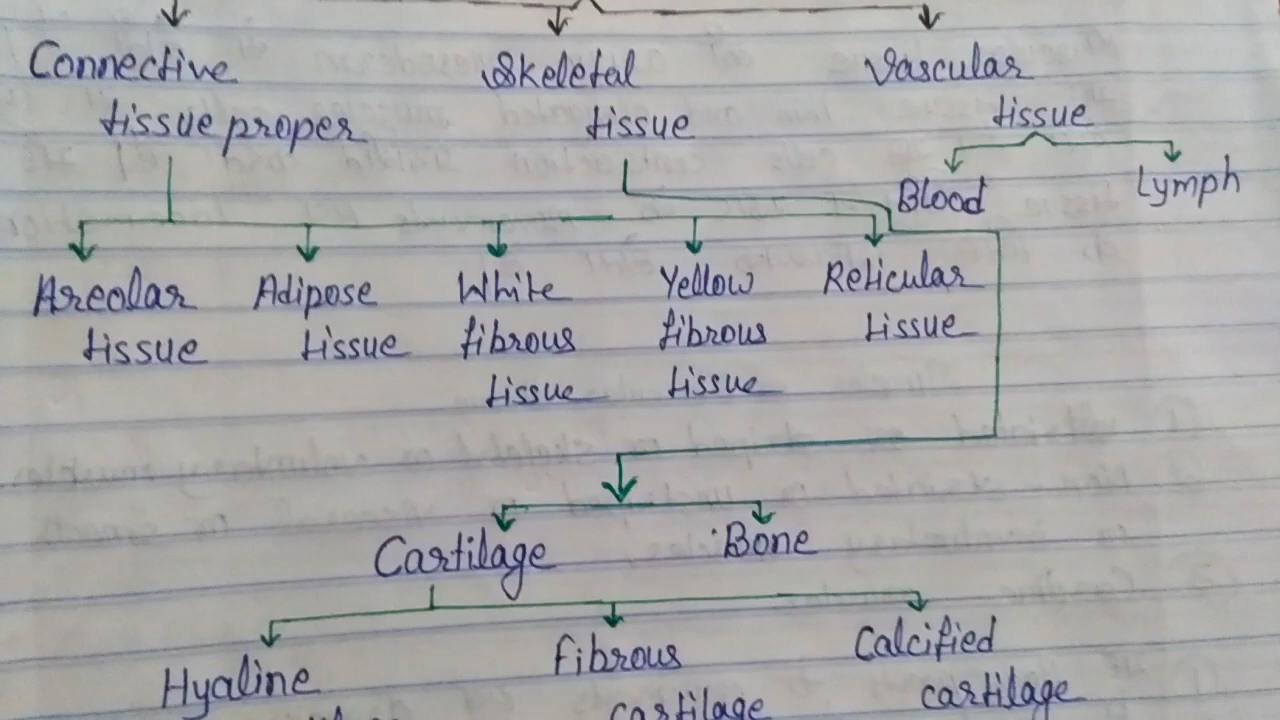 Connective Skeletal Vascular
tissue proper tissue tissue
Blood Lymph
Areolar Adipose White Yellow Reticular
tissue tissue fibrous fibrous tissue
tissue tissue
Cartilage Bone
Hyaline Fibrous Calcified
cartilage cartilage